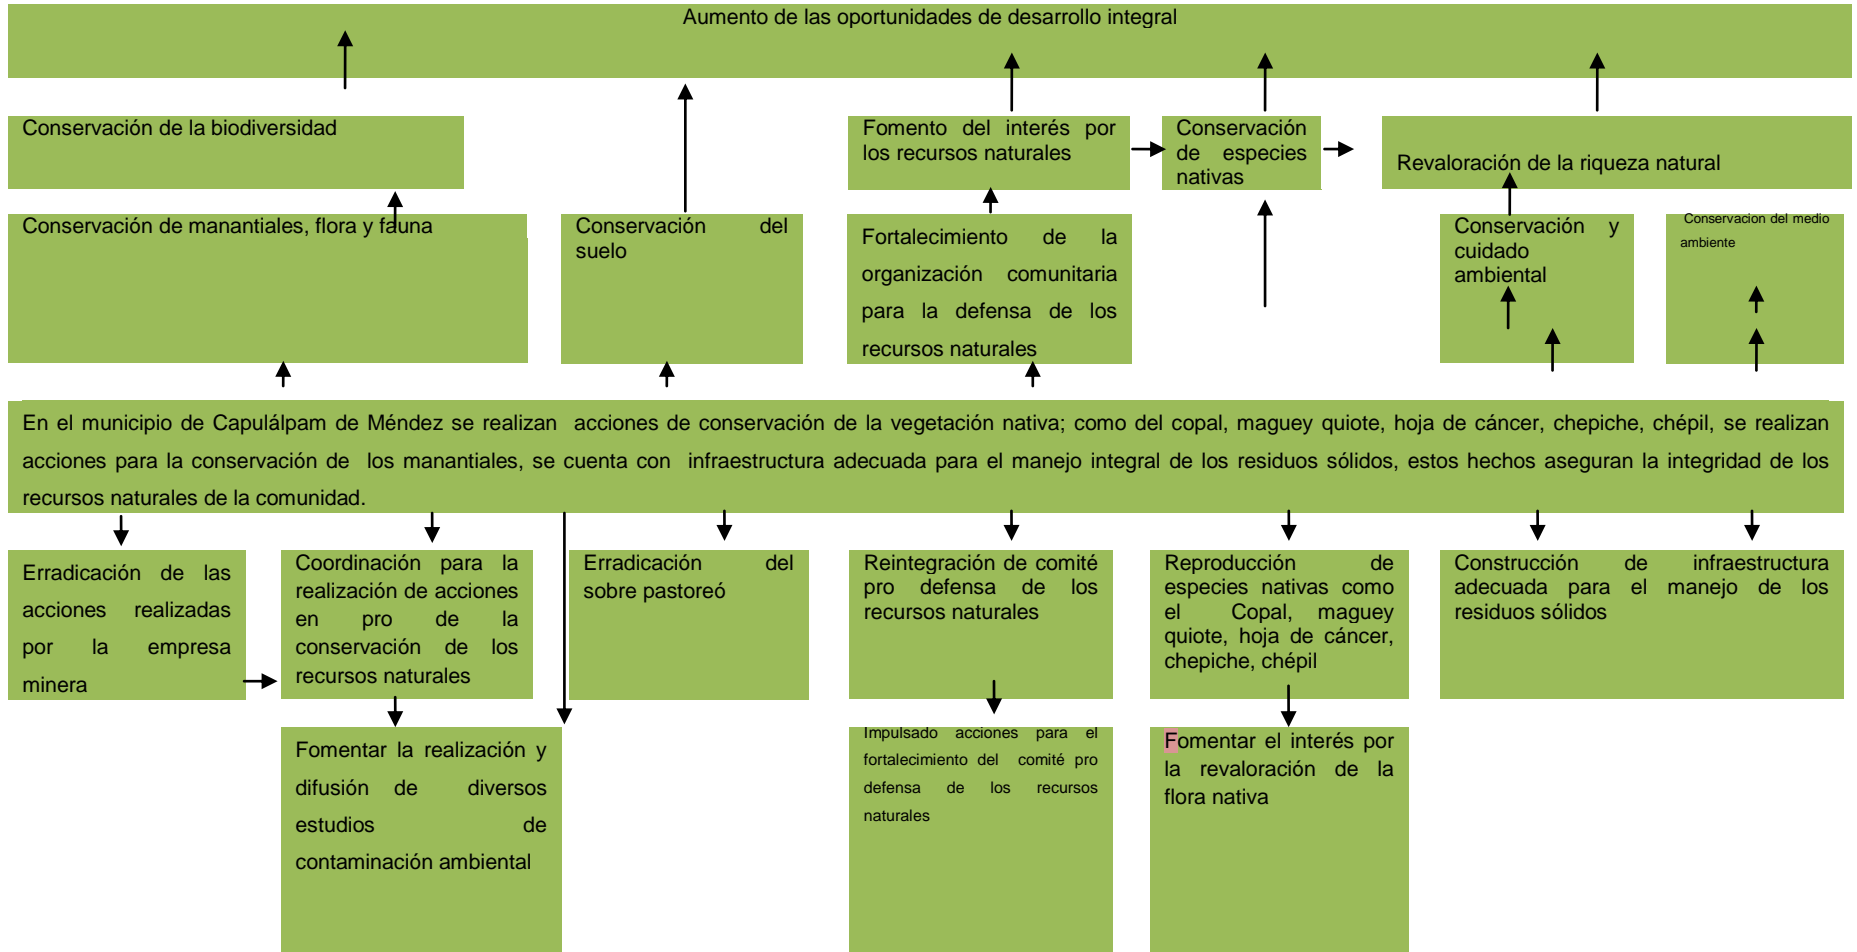 Aumento de las oportunidades de desarrollo integral
Conservación de la biodiversidad
Fomento del interés por
los recursos naturales
Conservación
de especies
nativas
Revaloración de la riqueza natural
Conservación de manantiales, flora y fauna
Conservación del
suelo
Fortalecimiento de la
organización comunitaria
para la defensa de los
recursos naturales
Conservación y
cuidado
ambiental
Conservacion del medio
ambiente
En el municipio de Capulálpam de Méndez se realizan acciones de conservación de la vegetación nativa; como del copal, maguey quiote, hoja de cáncer, chepiche, chépil, se realizan
acciones para la conservación de los manantiales, se cuenta con infraestructura adecuada para el manejo integral de los residuos sólidos, estos hechos aseguran la integridad de los
recursos naturales de la comunidad.
Erradicación de las
acciones realizadas
por la empresa
minera
Coordinación para la
realización de acciones
en pro de la
conservación de los
recursos naturales
Erradicación del
sobre pastoreó
Reintegración de comité
pro defensa de los
recursos naturales
Reproducción de
especies nativas como
el Copal, maguey
quiote, hoja de cáncer,
chepiche, chépil
Construcción de infraestructura
adecuada para el manejo de los
residuos sólidos
Fomentar la realización y
difusión de diversos
estudios de
contaminación ambiental
Impulsado acciones para el
fortalecimiento del comité pro
defensa de los recursos
naturales
Fomentar el interés por
la revaloración de la
flora nativa